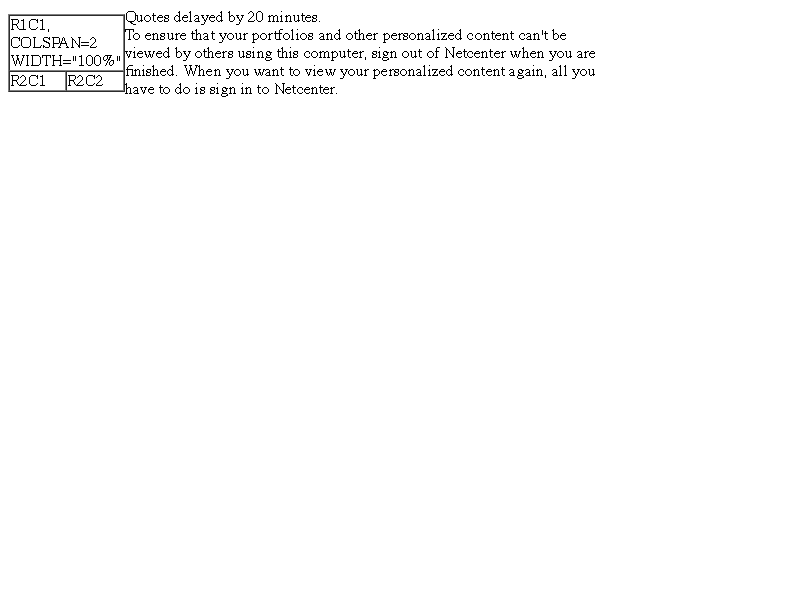 R1C1,
COLSPAN=2
WIDTH="100%"
R2C1 R2C2
Quotes delayed by 20 minutes.
To ensure that your portfolios and other personalized content can't be
viewed by others using this computer, sign out of Netcenter when you are
finished. When you want to view your personalized content again, all you
have to do is sign in to Netcenter.